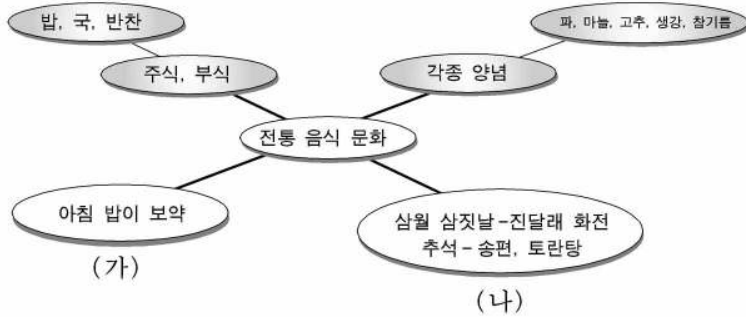 밥, 국, 반찬
파, 마늘, 고추, 생강, 참기름
주식, 부식
각종 양념
전통 음식 문화
아침 밥이 보약
삼월 삼짓날-진달래 화전
추석- 송편, 토란탕
(가)
(나)